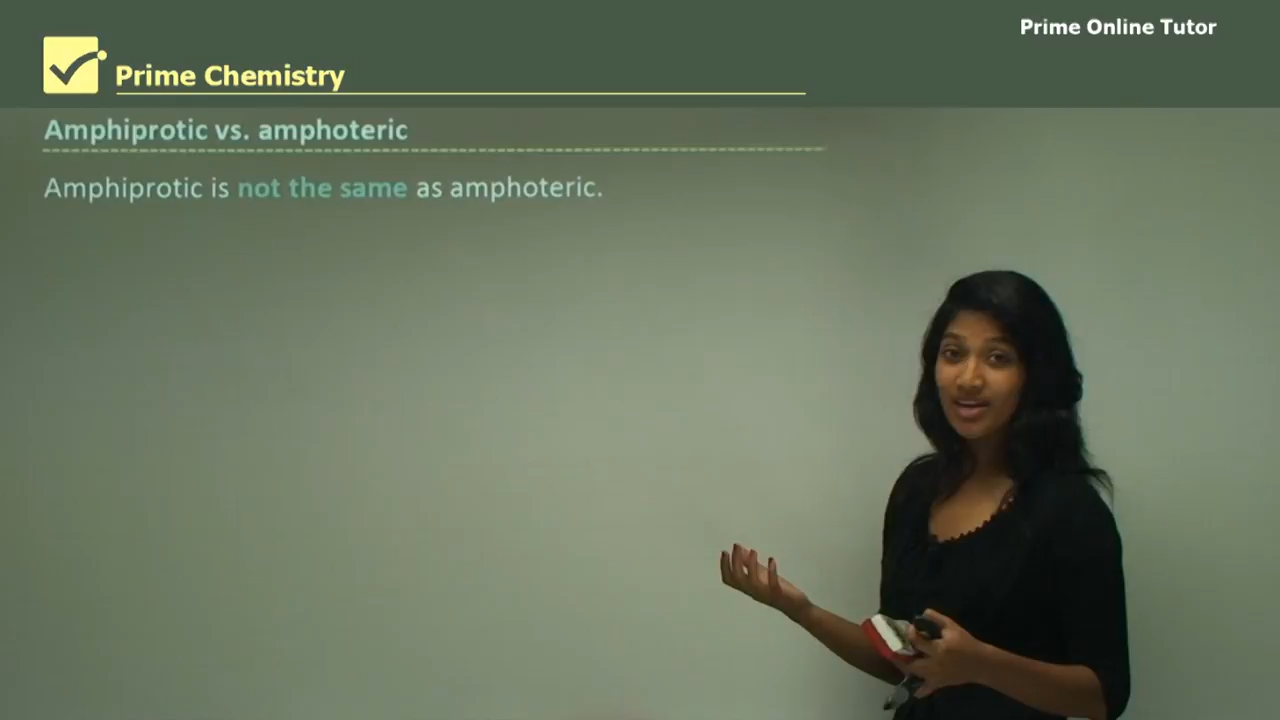 Prime Online Tutor
Prime Chemistry
Amphiprotic vs. amphoteric
Amphiprotic is not the same as amphoteric.